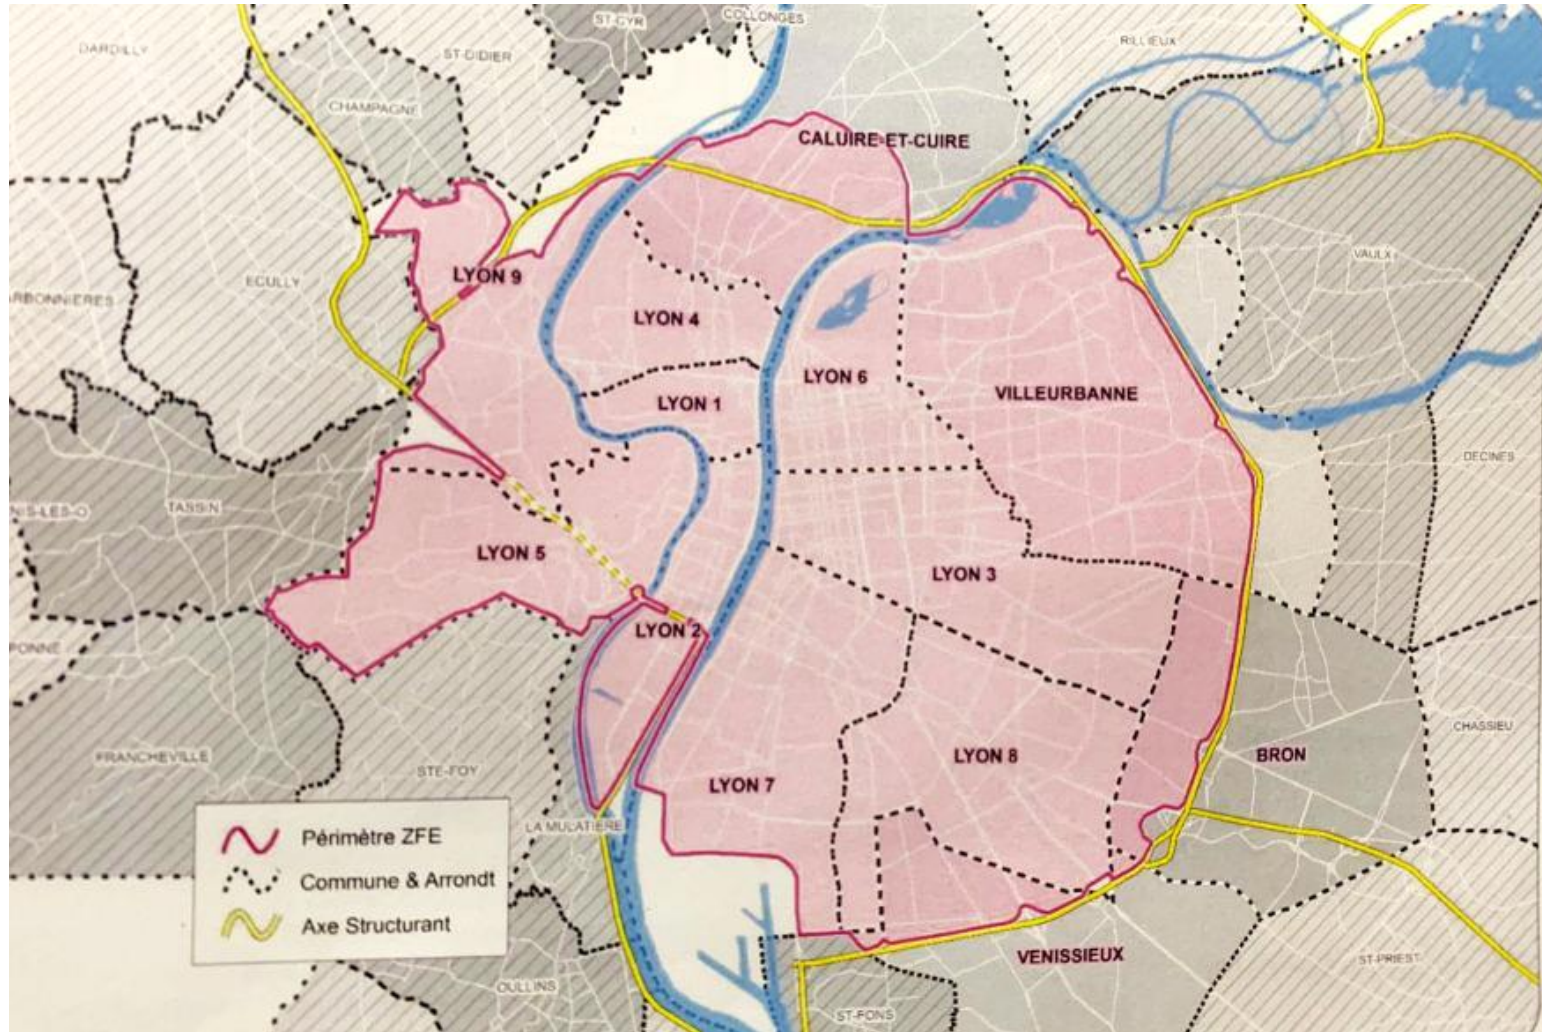 COLLONGES
ST-CYR
DARDILLY
ST-DIDIER
RILLIEUX
CHAMPAGNE
CALUIRE-ET-CUIRE
VAULX
LYON 9
ECULLY
ARBONNIERES
LYON 4
LYON 6
VILLEURBANNE
LYON 1
DECINES
NIS-LES-O
TASSIN
LYON 5
LYON 3
LYON 2
PONNE
CHASSIEU
FRANCHEVILLE
STE-FOY
LYON 8
BRON
LYON 7
LA MULATIERE
Périmètre ZFE
Commune & Arrondt
Axe Structurant
VENISSIEUX
ST-PRIEST
OULLINS
ST-FONS